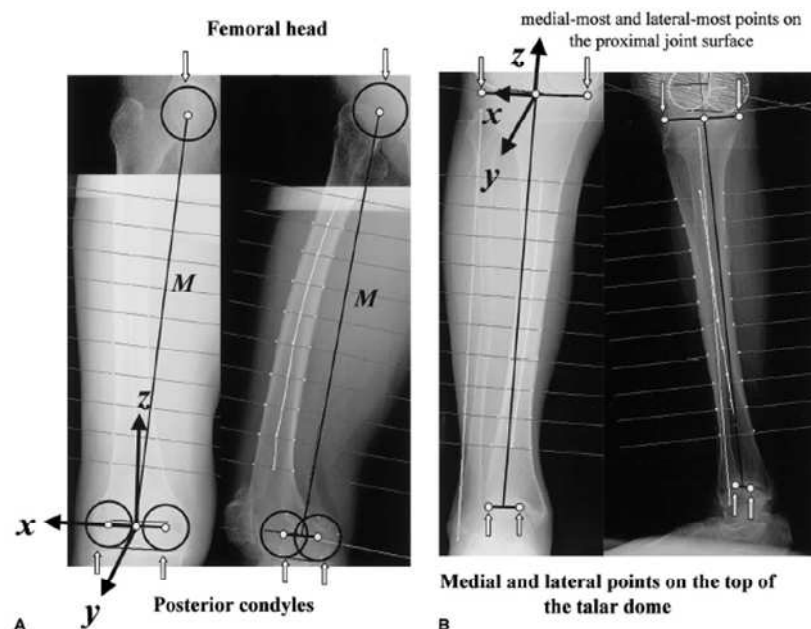 Femoral head
M
M
z
x
y
Posterior condyles
A
medial-most and lateral-most points on
the proximal joint surface
z
x
y
Medial and lateral points on the top of
the talar dome
B